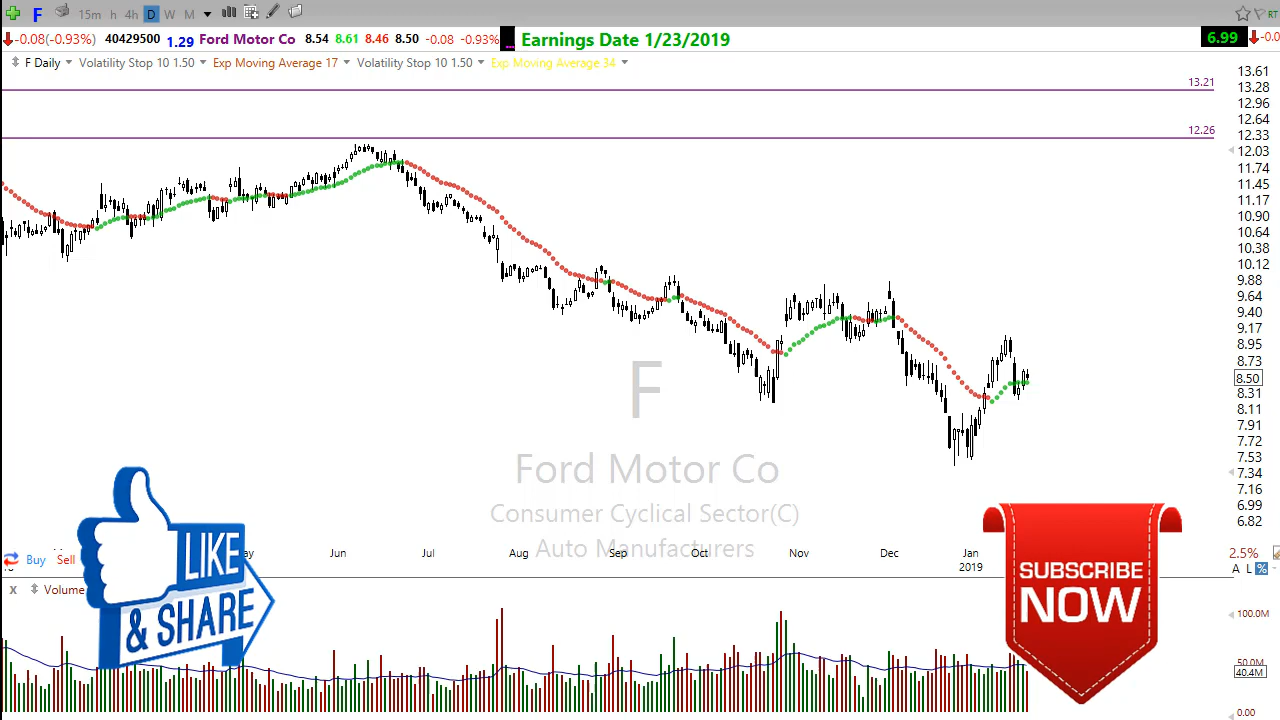 F 15m h 4h D W M RT
-0.08(-0.93%) 40429500 1.29 Ford Motor Co 8.54 8.61 8.46 8.50 -0.08 -0.93% Earnings Date 1/23/2019 6.99 -0.0
F Daily Volatility Stop 10 1.50 Exp Moving Average 17 Volatility Stop 10 1.50 Exp Moving Average 34
13.61
13.21
13.28
12.96
12.64
12.26
12.33
12.03
11.74
11.45
11.17
10.90
10.64
10.38
10.12
9.88
9.64
9.40
9.17
8.95
8.73
8.50
8.31
8.11
7.91
7.72
7.53
7.34
7.16
6.99
6.82
F
Ford Motor Co
Consumer Cyclical Sector(C)
Auto Manufacturers
Buy Sell
Jun Jul Aug Sep Oct Nov Dec Jan
2019
2.5%
A L %
LIKE
& SHARE
SUBSCRIBE
NOW
X Volume
100.0M
50.0M
40.4M
0.00